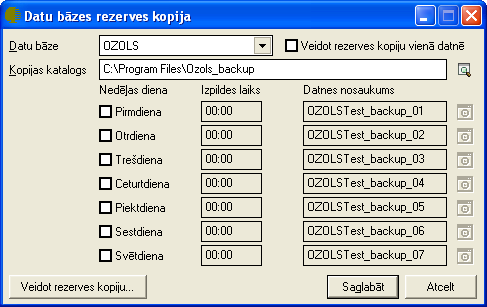 Datu bāzes rezerves kopija
Datu bāze OZOLS Veidot rezerves kopiju vienā datnē
Kopijas katalogs C:\Program Files\Ozols_backup
Nedēļas diena Izpildes laiks Datnes nosaukums
Pirmdiena 00:00 OZOLSTest_backup_01
Otrdiena 00:00 OZOLSTest_backup_02
Trešdiena 00:00 OZOLSTest_backup_03
Ceturtdiena 00:00 OZOLSTest_backup_04
Piektdiena 00:00 OZOLSTest_backup_05
Sestdiena 00:00 OZOLSTest_backup_06
Svētdiena 00:00 OZOLSTest_backup_07
Veidot rezerves kopiju... Saglabāt Atcelt